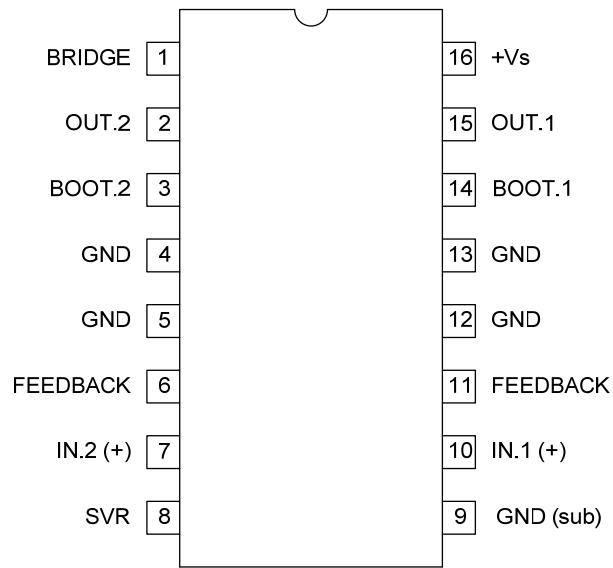 BRIDGE 1 16 +Vs
OUT.2 2 15 OUT.1
BOOT.2 3 14 BOOT.1
GND 4 13 GND
GND 5 12 GND
FEEDBACK 6 11 FEEDBACK
IN.2 (+) 7 10 IN.1 (+)
SVR 8 9 GND (sub)